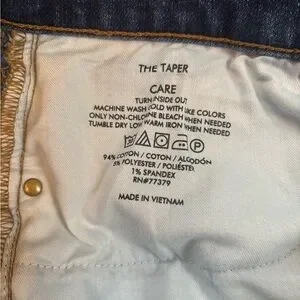 THE TAPER
CARE
TURN INSIDE OUT
MACHINE WASH COLD WITH LIKE COLORS
ONLY NON-CHLORINE BLEACH WHEN NEEDED
TUMBLE DRY LOW WARM IRON WHEN NEEDED
94% COTTON / COTON / ALGODÓN
5% POLYESTER / POLIÉSTER
1% SPANDEX
RN#77379
MADE IN VIETNAM